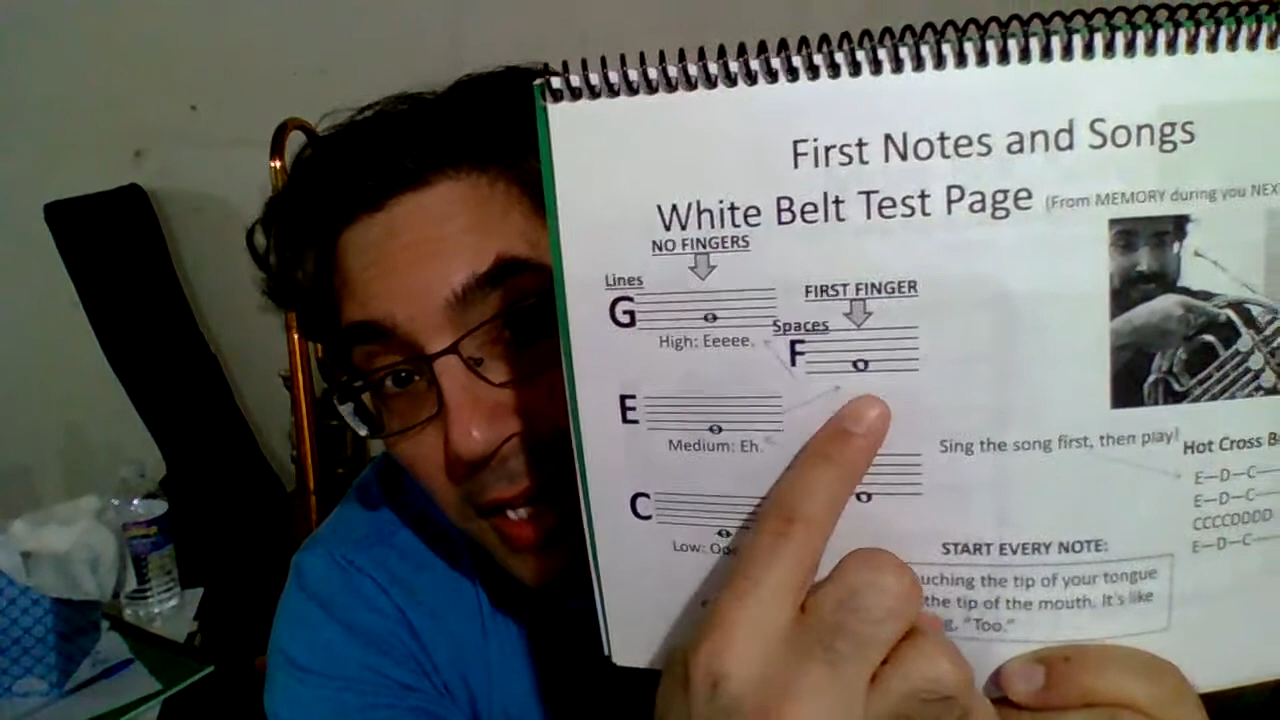 First Notes and Songs
White Belt Test Page (From MEMORY during you
NO FINGERS
Lines
G
High: Eeeee.
FIRST FINGER
Spaces
F
E
Medium: Eh.
C
Low:
Sing the song first, then play!
Hot Cross
E–D–C–
E–D–C–
CCCCDDDD
E–D–C–
START EVERY NOTE:
the tip of your tongue
the tip of the mouth. It's like
"Too."